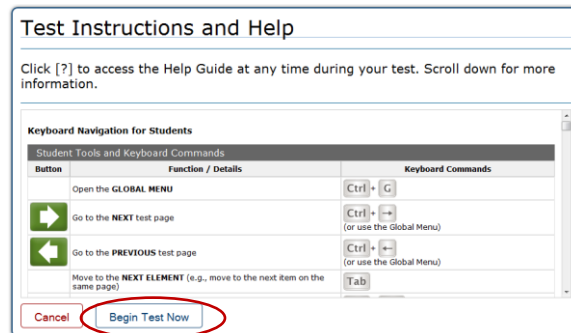 Test Instructions and Help
Click [?] to access the Help Guide at any time during your test. Scroll down for more
information.
Keyboard Navigation for Students
Student Tools and Keyboard Commands
Button Function / Details Keyboard Commands
Open the GLOBAL MENU Ctrl + G
Go to the NEXT test page Ctrl + →
(or use the Global Menu)
Go to the PREVIOUS test page Ctrl + ←
(or use the Global Menu)
Move to the NEXT ELEMENT (e.g., move to the next item on the
same page) Tab
Cancel Begin Test Now